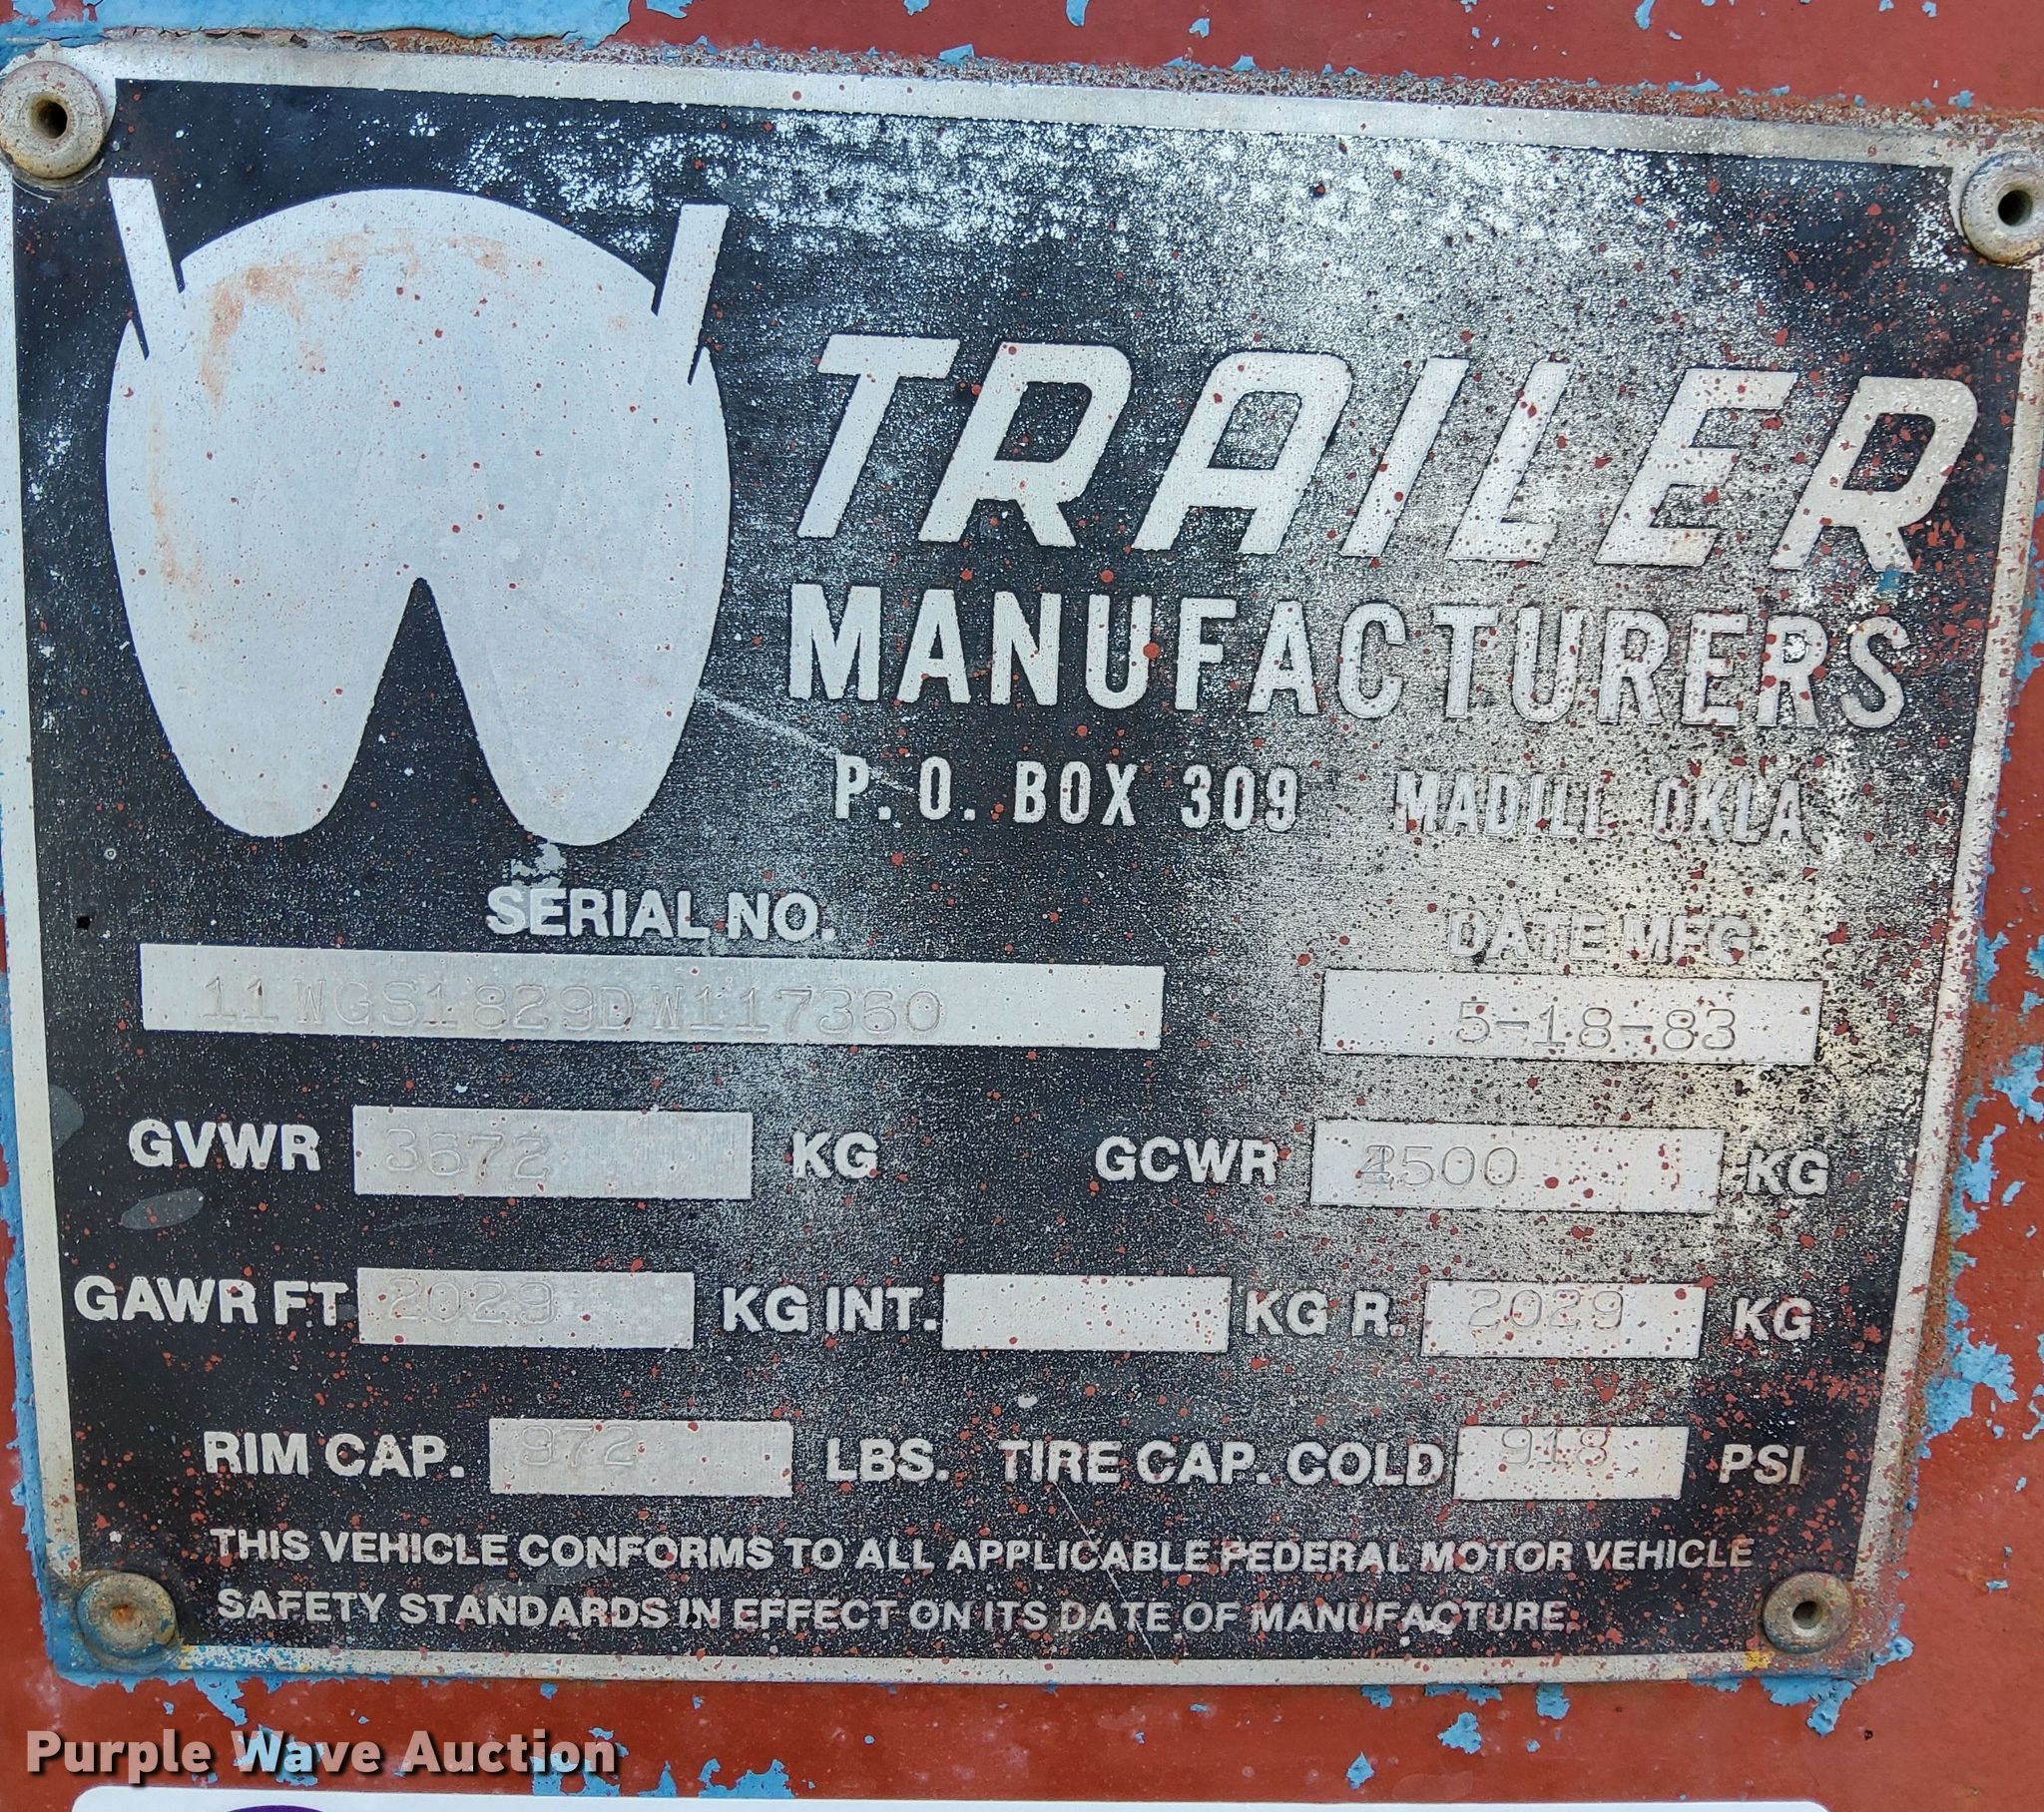 W TRAILER
MANUFACTURERS
P. O. BOX 309 MADILL OKLA.
SERIAL NO. DATE MFG.
11WGS1829DW117360 5-18-83
GVWR 3672 KG GCWR 4500 KG
GAWR FT 2029 KG INT. KG R. 2029 KG
RIM CAP. 972 LBS. TIRE CAP. COLD 918 PSI
THIS VEHICLE CONFORMS TO ALL APPLICABLE FEDERAL MOTOR VEHICLE
SAFETY STANDARDS IN EFFECT ON ITS DATE OF MANUFACTURE.
Purple Wave Auction